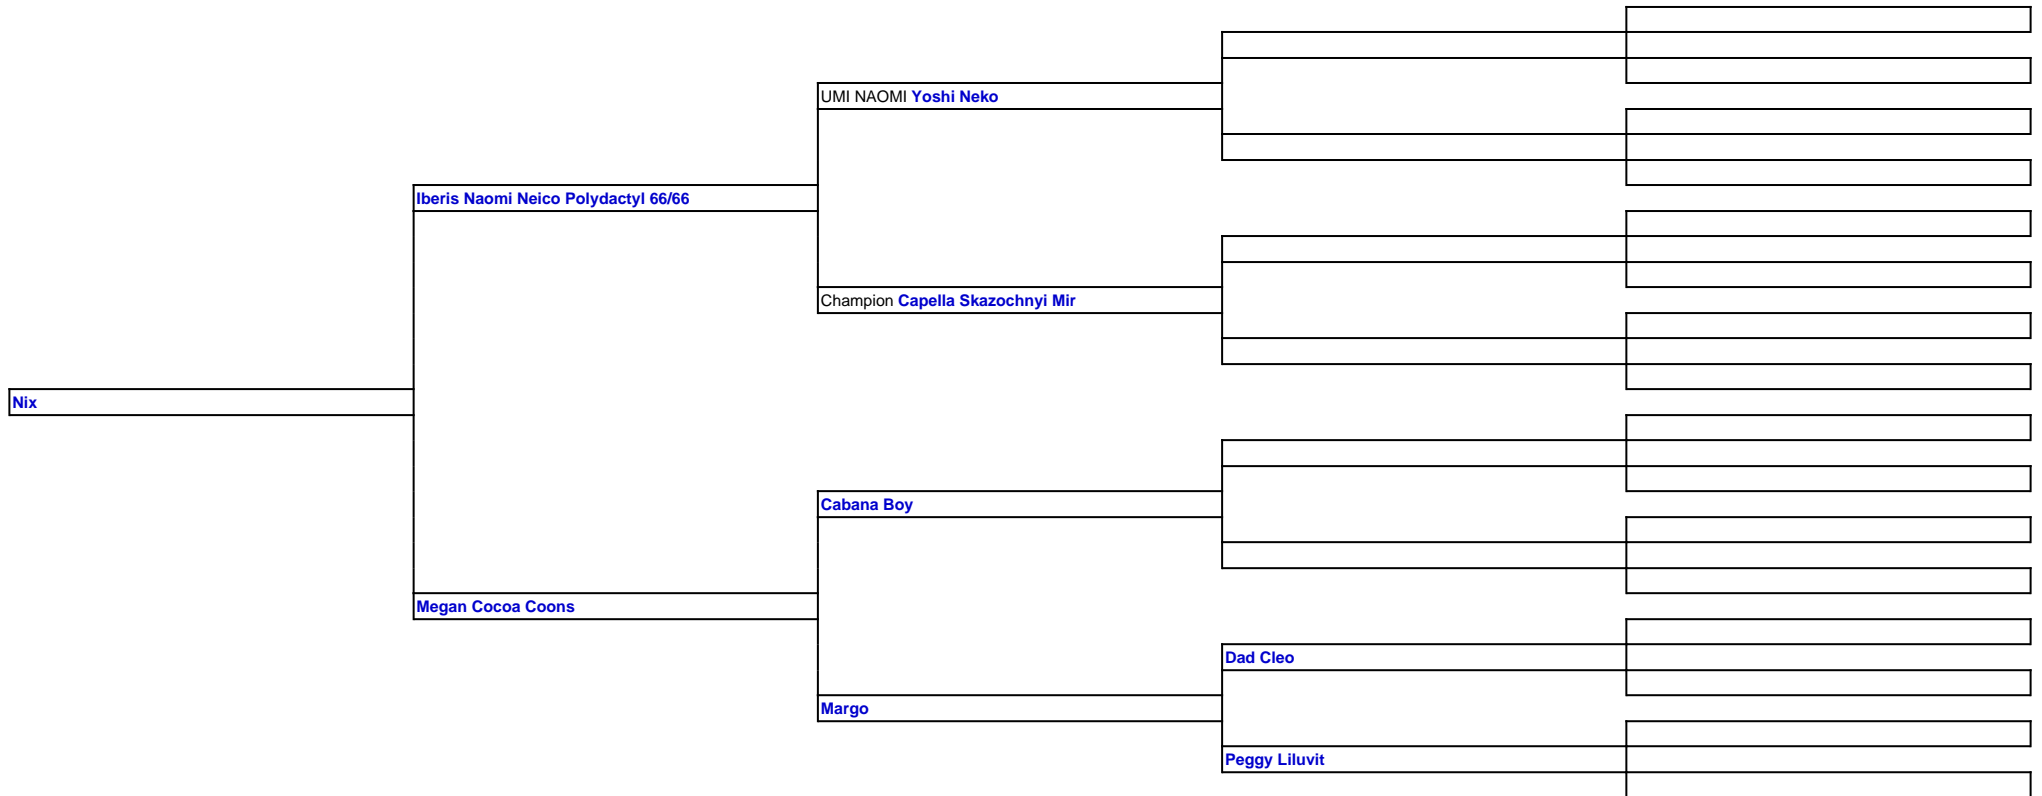 UMI NAOMI Yoshi Neko
Iberis Naomi Neico Polydactyl 66/66
Champion Capella Skazochnyi Mir
Nix
Cabana Boy
Megan Cocoa Coons
Dad Cleo
Margo
Peggy Liluvit